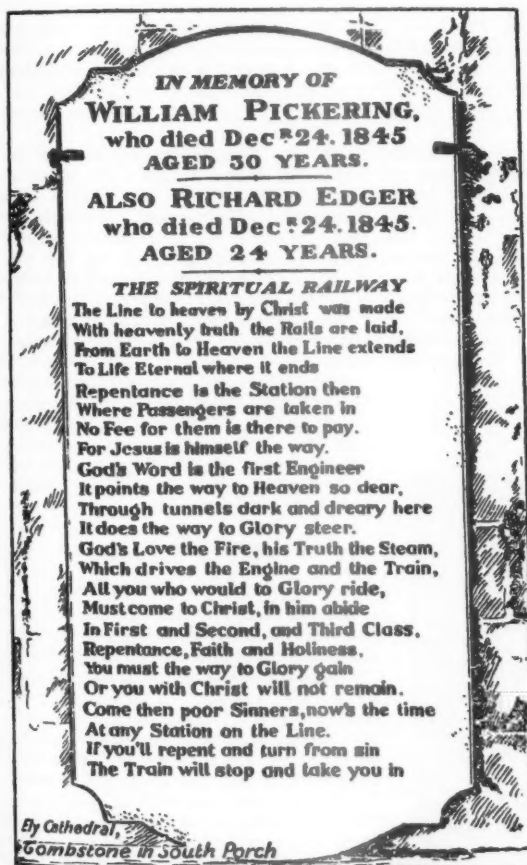 IN MEMORY OF
WILLIAM PICKERING,
who died Decr. 24. 1845
AGED 30 YEARS.
ALSO RICHARD EDGER
who died Decr. 24. 1845.
AGED 24 YEARS.
THE SPIRITUAL RAILWAY
The Line to heaven by Christ was made
With heavenly truth the Rails are laid,
From Earth to Heaven the Line extends
To Life Eternal where it ends
Repentance is the Station then
Where Passengers are taken in
No Fee for them is there to pay.
For Jesus is himself the way.
God's Word is the first Engineer
It points the way to Heaven so dear,
Through tunnels dark and dreary here
It does the way to Glory steer.
God's Love the Fire, his Truth the Steam,
Which drives the Engine and the Train,
All you who would to Glory ride,
Must come to Christ, in him abide
In First and Second, and Third Class,
Repentance, Faith and Holiness,
You must the way to Glory gain
Or you with Christ will not remain.
Come then poor Sinners, now's the time
At any Station on the Line.
If you'll repent and turn from sin
The Train will stop and take you in
Ely Cathedral,
Tombstone in South Porch